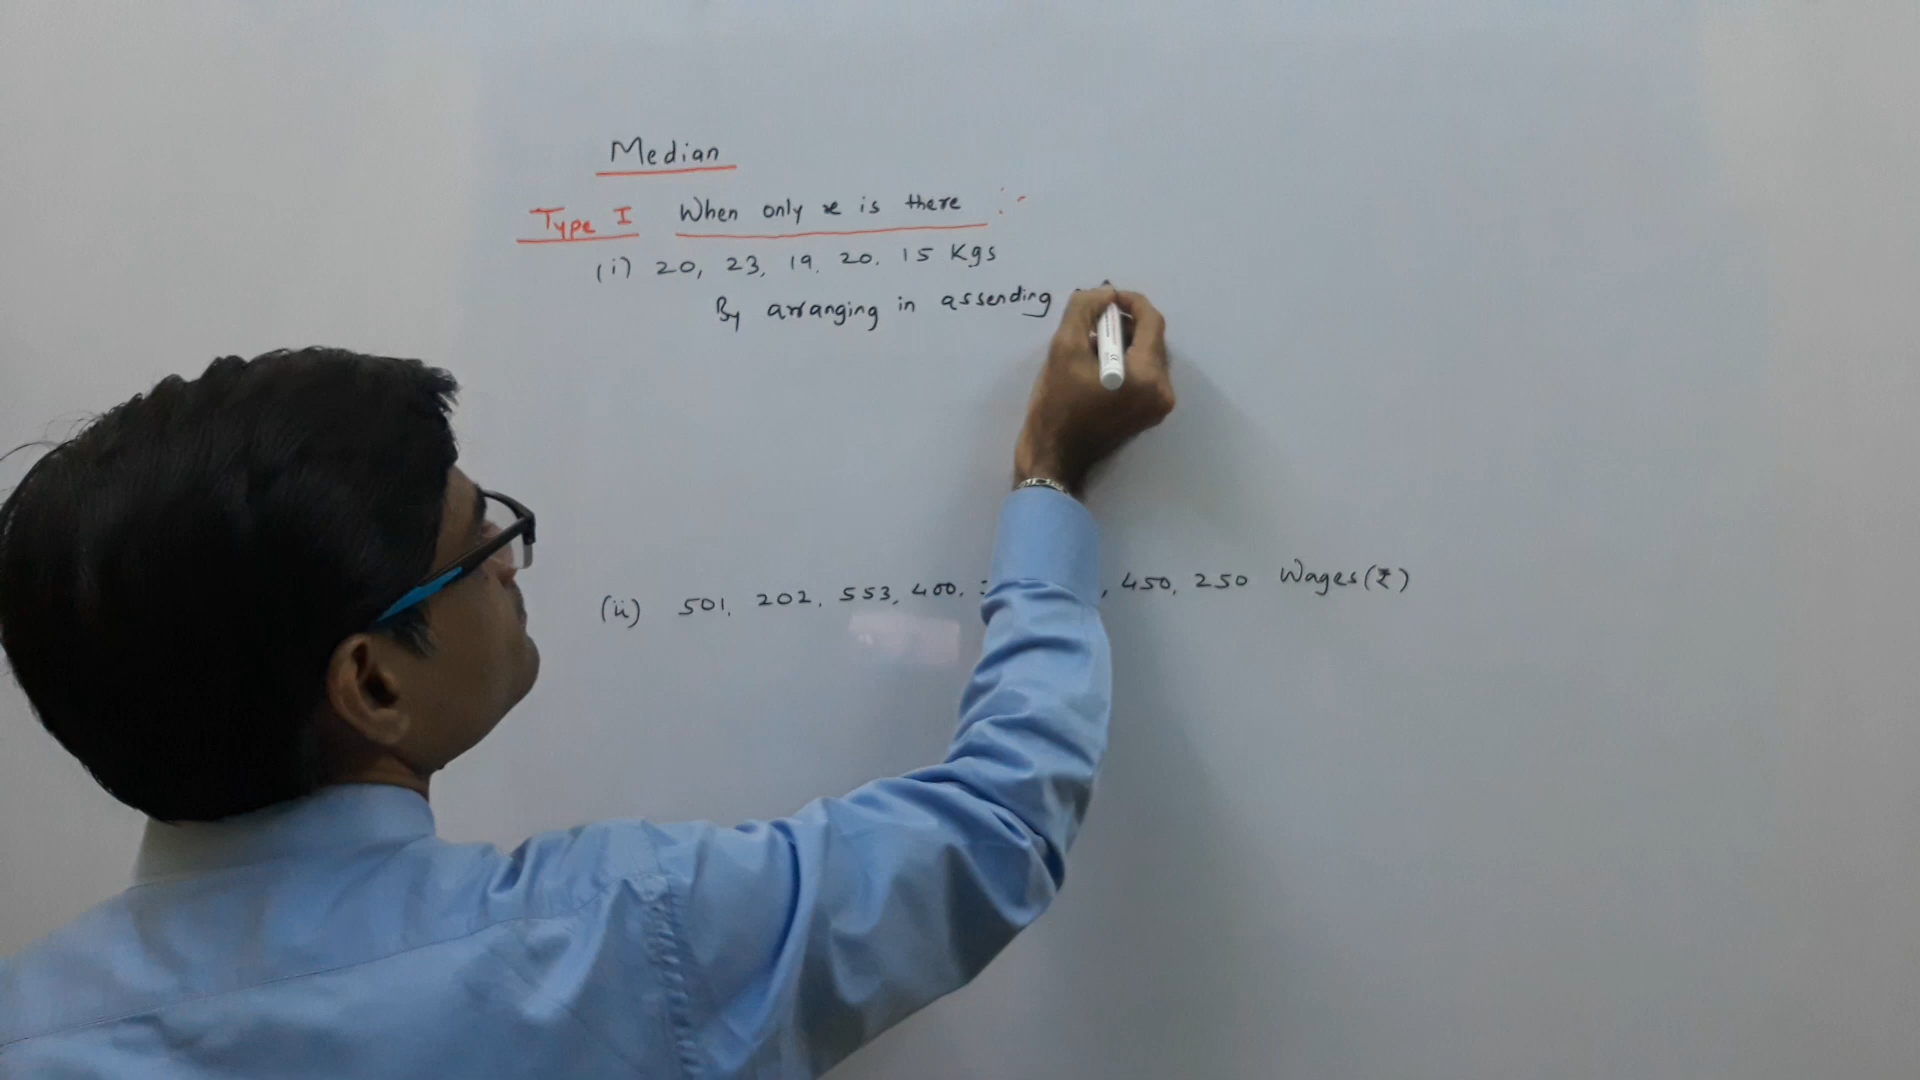 Median
Type I When only x is there :-
(i) 20, 23, 19, 20, 15 Kgs
By arranging in assending
(ii) 501, 202, 553, 400, , 450, 250 Wages (₹)